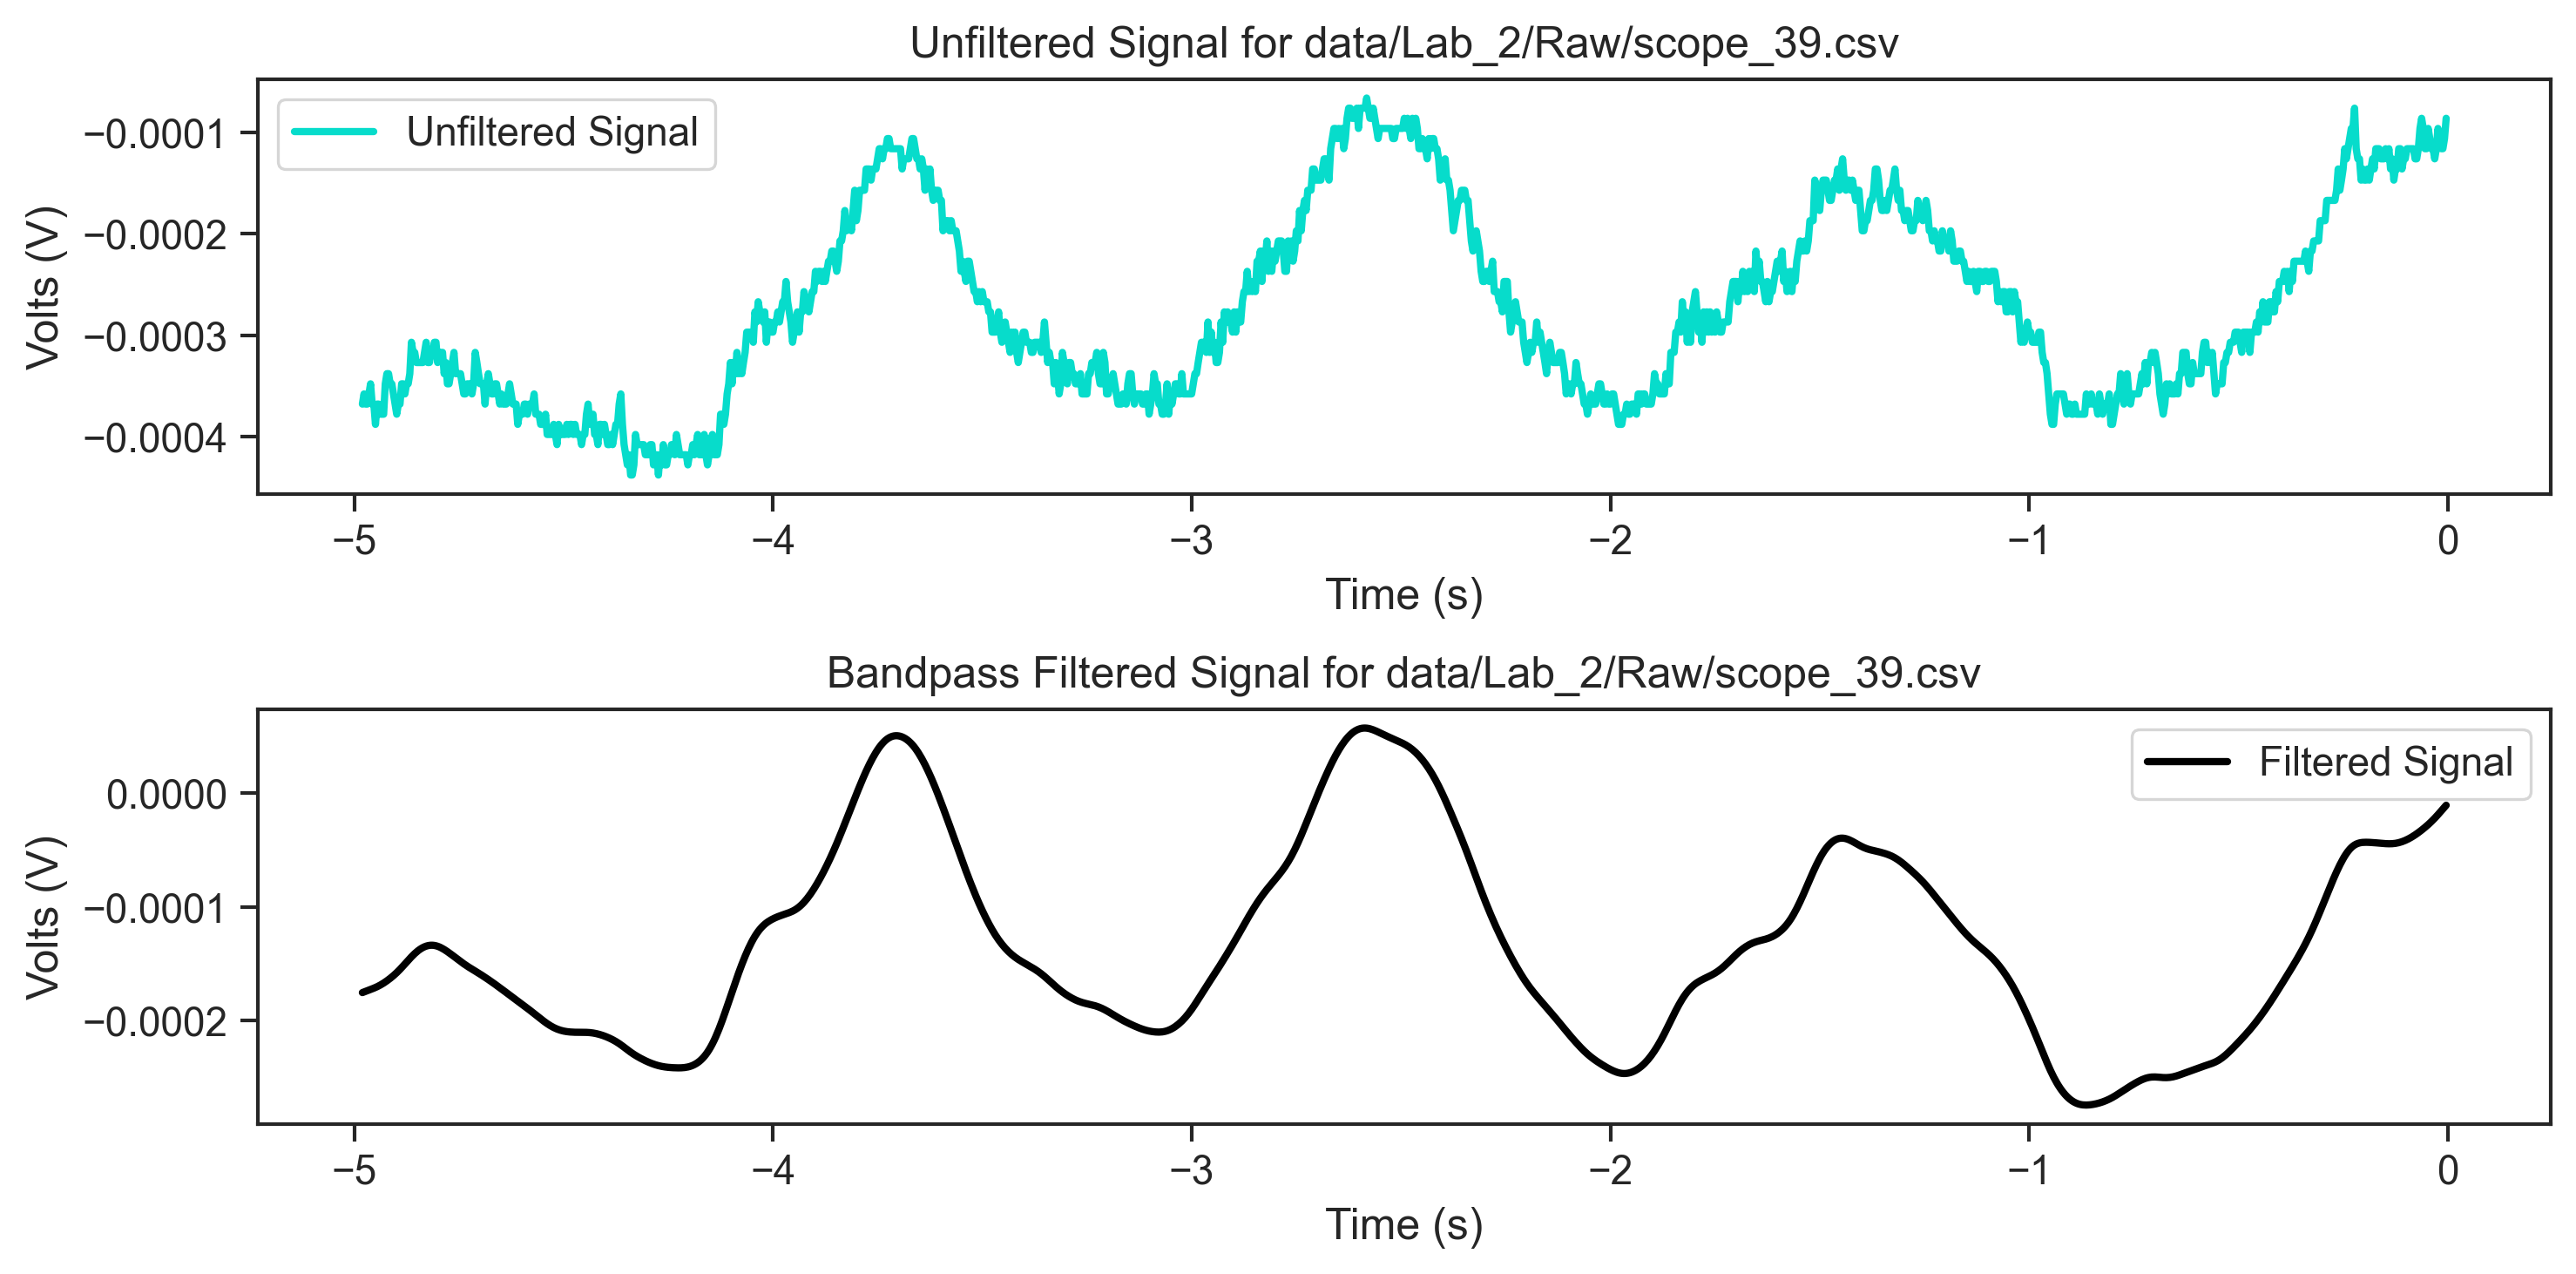 Unfiltered Signal for data/Lab_2/Raw/scope_39.csv
Unfiltered Signal
Volts (V)
−0.0001
−0.0002
−0.0003
−0.0004
−5 −4 −3 −2 −1 0
Time (s)
Bandpass Filtered Signal for data/Lab_2/Raw/scope_39.csv
Filtered Signal
Volts (V)
0.0000
−0.0001
−0.0002
−5 −4 −3 −2 −1 0
Time (s)